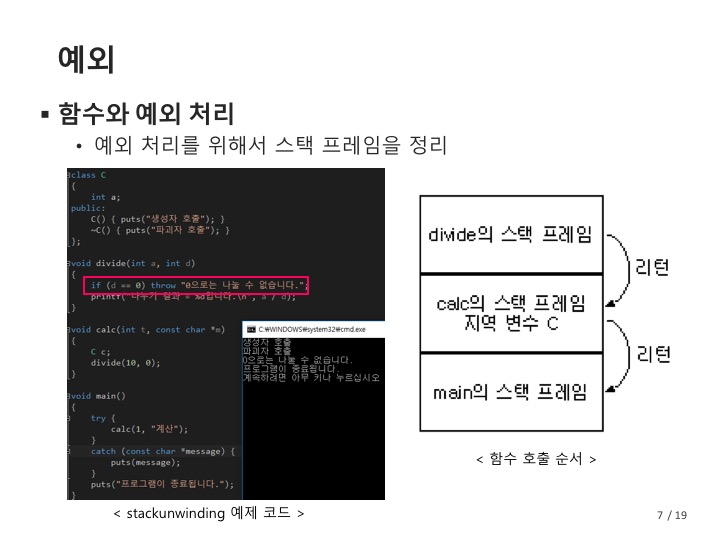 예외
▪ 함수와 예외 처리
• 예외 처리를 위해서 스택 프레임을 정리
class C
{
int a;
public:
C() { puts("생성자 호출"); }
~C() { puts("파괴자 호출"); }
};
void divide(int a, int d)
{
if (d == 0) throw "0으로는 나눌 수 없습니다.";
printf("나누기 결과 = %d입니다.\n", a / d);
}
void calc(int t, const char *m)
{
C c;
divide(10, 0);
}
void main()
{
try {
calc(1, "계산");
}
catch (const char *message) {
puts(message);
}
puts("프로그램이 종료됩니다.");
}
C:₩WINDOWS₩system32₩cmd.exe
생성자 호출
파괴자 호출
0으로는 나눌 수 없습니다.
프로그램이 종료됩니다.
계속하려면 아무 키나 누르십시오
< stackunwinding 예제 코드 >
divide의 스택 프레임
리턴
calc의 스택 프레임
지역 변수 C
리턴
main의 스택 프레임
< 함수 호출 순서 >
7 / 19